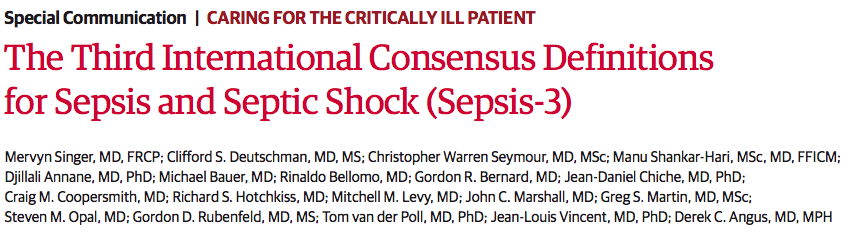 Special Communication | CARING FOR THE CRITICALLY ILL PATIENT
The Third International Consensus Definitions
for Sepsis and Septic Shock (Sepsis-3)
Mervyn Singer, MD, FRCP; Clifford S. Deutschman, MD, MS; Christopher Warren Seymour, MD, MSc; Manu Shankar-Hari, MSc, MD, FFICM;
Djillali Annane, MD, PhD; Michael Bauer, MD; Rinaldo Bellomo, MD; Gordon R. Bernard, MD; Jean-Daniel Chiche, MD, PhD;
Craig M. Coopersmith, MD; Richard S. Hotchkiss, MD; Mitchell M. Levy, MD; John C. Marshall, MD; Greg S. Martin, MD, MSc;
Steven M. Opal, MD; Gordon D. Rubenfeld, MD, MS; Tom van der Poll, MD, PhD; Jean-Louis Vincent, MD, PhD; Derek C. Angus, MD, MPH